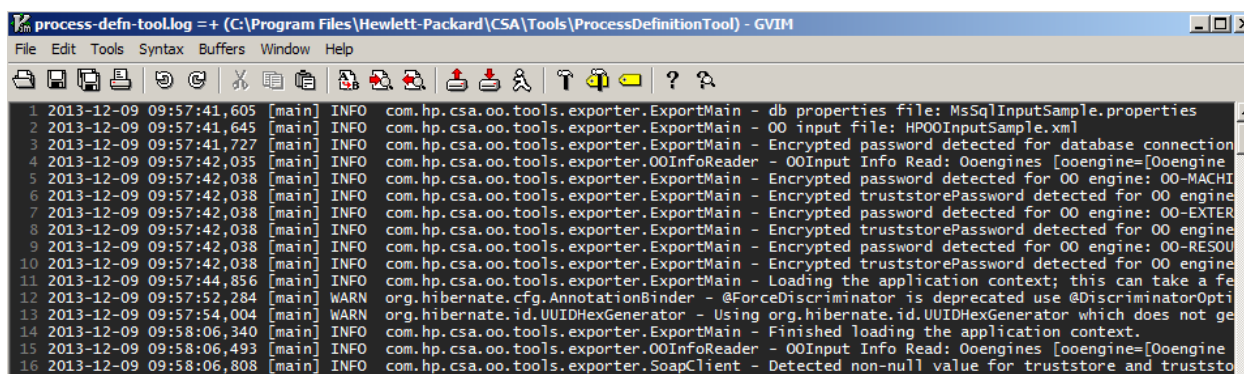 process-defn-tool.log =+ (C:\Program Files\Hewlett-Packard\CSA\Tools\ProcessDefinitionTool) - GVIM
File Edit Tools Syntax Buffers Window Help
1 2013-12-09 09:57:41,605 [main] INFO com.hp.csa.oo.tools.exporter.ExportMain - db properties file: MsSqlInputSample.properties
2 2013-12-09 09:57:41,645 [main] INFO com.hp.csa.oo.tools.exporter.ExportMain - OO input file: HPOOInputSample.xml
3 2013-12-09 09:57:41,727 [main] INFO com.hp.csa.oo.tools.exporter.ExportMain - Encrypted password detected for database connection
4 2013-12-09 09:57:42,035 [main] INFO com.hp.csa.oo.tools.exporter.OOInfoReader - OOInput Info Read: Ooengines [ooengine=[Ooengine
5 2013-12-09 09:57:42,038 [main] INFO com.hp.csa.oo.tools.exporter.ExportMain - Encrypted password detected for OO engine: OO-MACHI
6 2013-12-09 09:57:42,038 [main] INFO com.hp.csa.oo.tools.exporter.ExportMain - Encrypted truststorePassword detected for OO engine
7 2013-12-09 09:57:42,038 [main] INFO com.hp.csa.oo.tools.exporter.ExportMain - Encrypted password detected for OO engine: OO-EXTER
8 2013-12-09 09:57:42,038 [main] INFO com.hp.csa.oo.tools.exporter.ExportMain - Encrypted truststorePassword detected for OO engine
9 2013-12-09 09:57:42,038 [main] INFO com.hp.csa.oo.tools.exporter.ExportMain - Encrypted password detected for OO engine: OO-RESOU
10 2013-12-09 09:57:42,038 [main] INFO com.hp.csa.oo.tools.exporter.ExportMain - Encrypted truststorePassword detected for OO engine
11 2013-12-09 09:57:44,856 [main] INFO com.hp.csa.oo.tools.exporter.ExportMain - Loading the application context; this can take a fe
12 2013-12-09 09:57:52,284 [main] WARN org.hibernate.cfg.AnnotationBinder - @ForceDiscriminator is deprecated use @DiscriminatorOpti
13 2013-12-09 09:57:54,004 [main] WARN org.hibernate.id.UUIDHexGenerator - Using org.hibernate.id.UUIDHexGenerator which does not ge
14 2013-12-09 09:58:06,340 [main] INFO com.hp.csa.oo.tools.exporter.ExportMain - Finished loading the application context.
15 2013-12-09 09:58:06,493 [main] INFO com.hp.csa.oo.tools.exporter.OOInfoReader - OOInput Info Read: Ooengines [ooengine=[Ooengine
16 2013-12-09 09:58:06,808 [main] INFO com.hp.csa.oo.tools.exporter.SoapClient - Detected non-null value for truststore and truststo